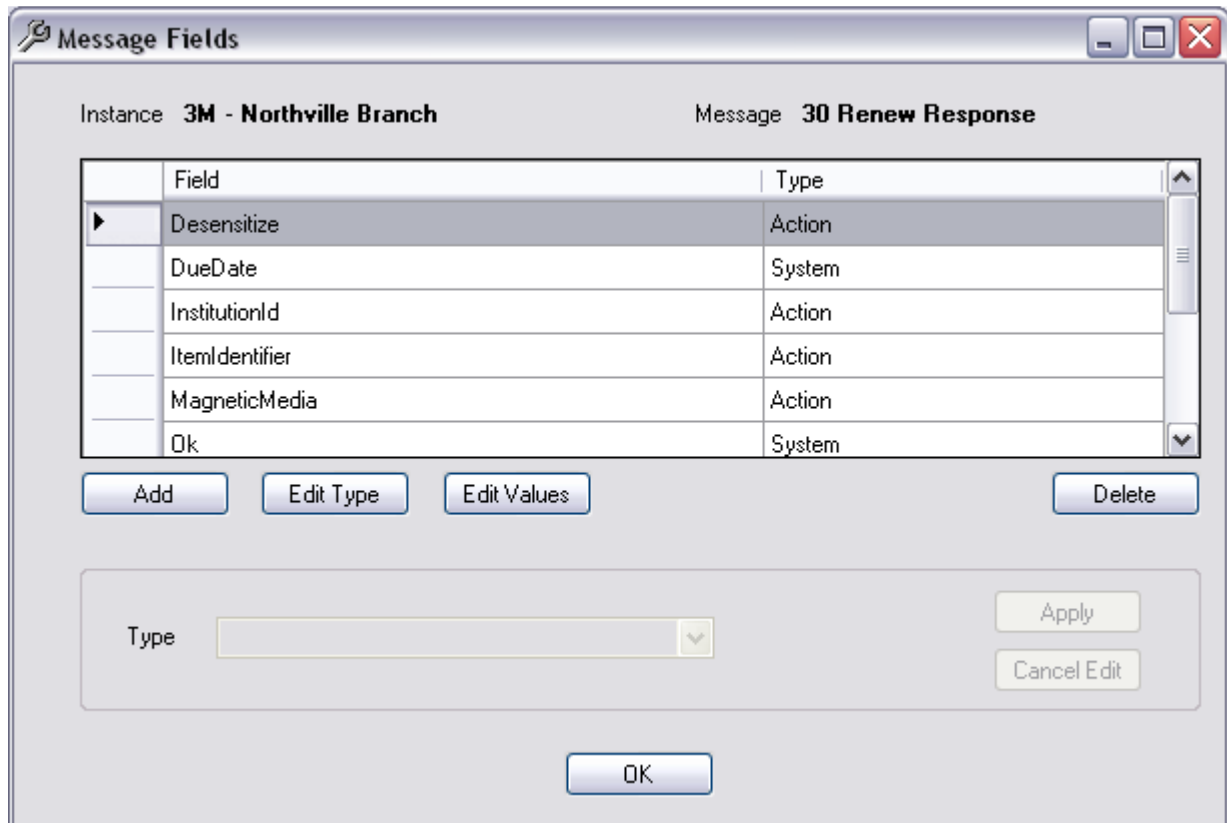 Message Fields
Instance 3M - Northville Branch Message 30 Renew Response
Field Type
Desensitize Action
DueDate System
InstitutionId Action
ItemIdentifier Action
MagneticMedia Action
Ok System
Add Edit Type Edit Values Delete
Type
Apply
Cancel Edit
OK